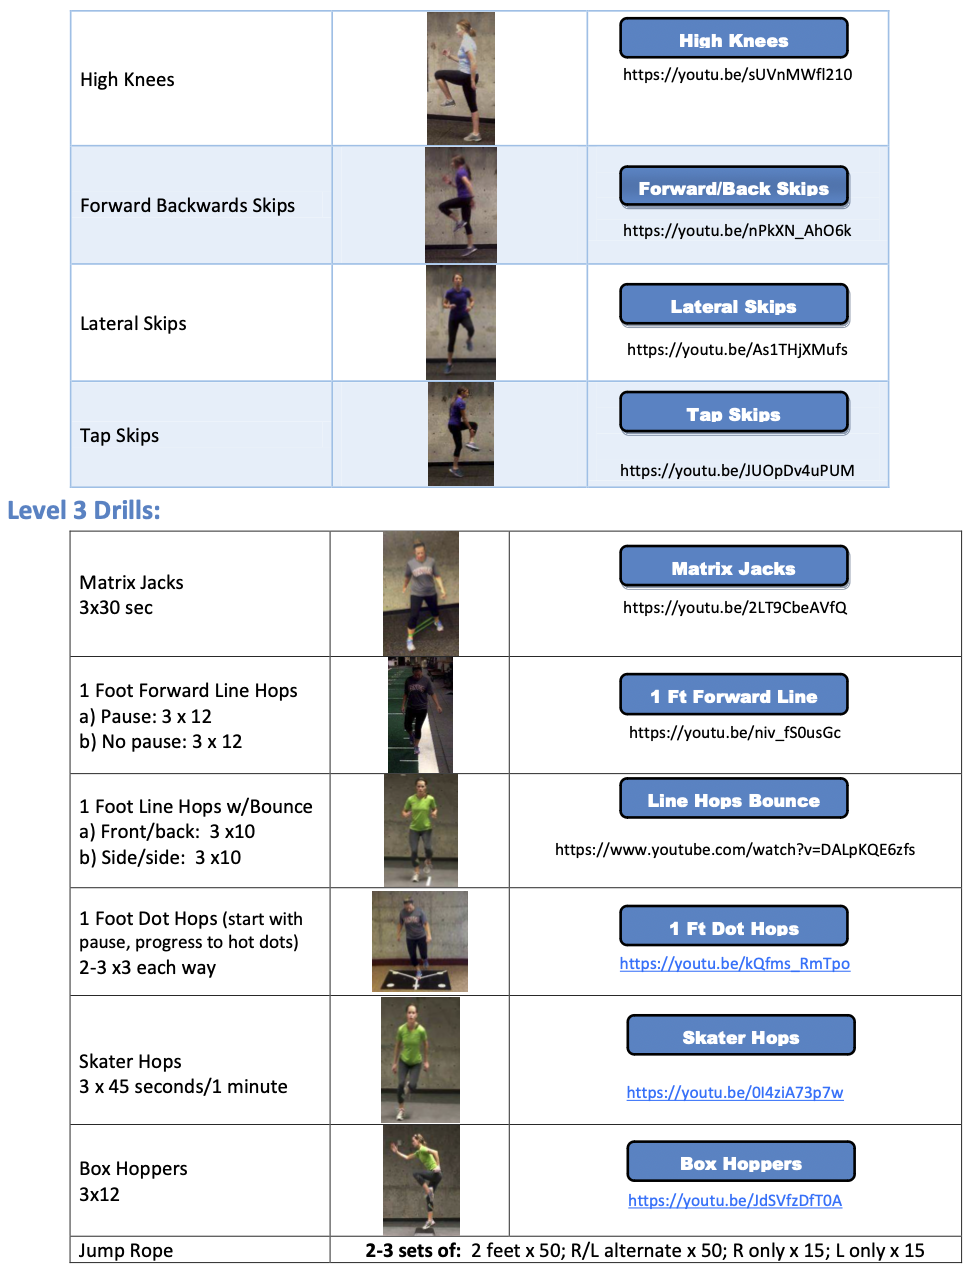 High Knees
High Knees
https://youtu.be/sUVnMWfl210
Forward Backwards Skips
Forward/Back Skips
https://youtu.be/nPkXN_AhO6k
Lateral Skips
Lateral Skips
https://youtu.be/As1THjXMufs
Tap Skips
Tap Skips
https://youtu.be/JUOpDv4uPUM
Level 3 Drills:
Matrix Jacks
3x30 sec
Matrix Jacks
https://youtu.be/2LT9CbeAVfQ
1 Foot Forward Line Hops
a) Pause: 3 x 12
b) No pause: 3 x 12
1 Ft Forward Line
https://youtu.be/niv_fS0usGc
1 Foot Line Hops w/Bounce
a) Front/back:  3 x10
b) Side/side:  3 x10
Line Hops Bounce
https://www.youtube.com/watch?v=DALpKQE6zfs
1 Foot Dot Hops (start with
pause, progress to hot dots)
2-3 x3 each way
1 Ft Dot Hops
https://youtu.be/kQfms_RmTpo
Skater Hops
3 x 45 seconds/1 minute
Skater Hops
https://youtu.be/0I4ziA73p7w
Box Hoppers
3x12
Box Hoppers
https://youtu.be/JdSVfzDfT0A
Jump Rope
2-3 sets of:  2 feet x 50; R/L alternate x 50; R only x 15; L only x 15